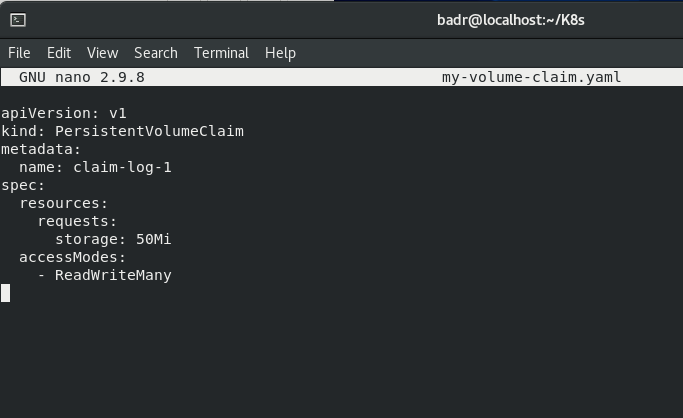 badr@localhost:~/K8s
File Edit View Search Terminal Help
GNU nano 2.9.8 my-volume-claim.yaml
apiVersion: v1
kind: PersistentVolumeClaim
metadata:
  name: claim-log-1
spec:
  resources:
    requests:
      storage: 50Mi
  accessModes:
    - ReadWriteMany